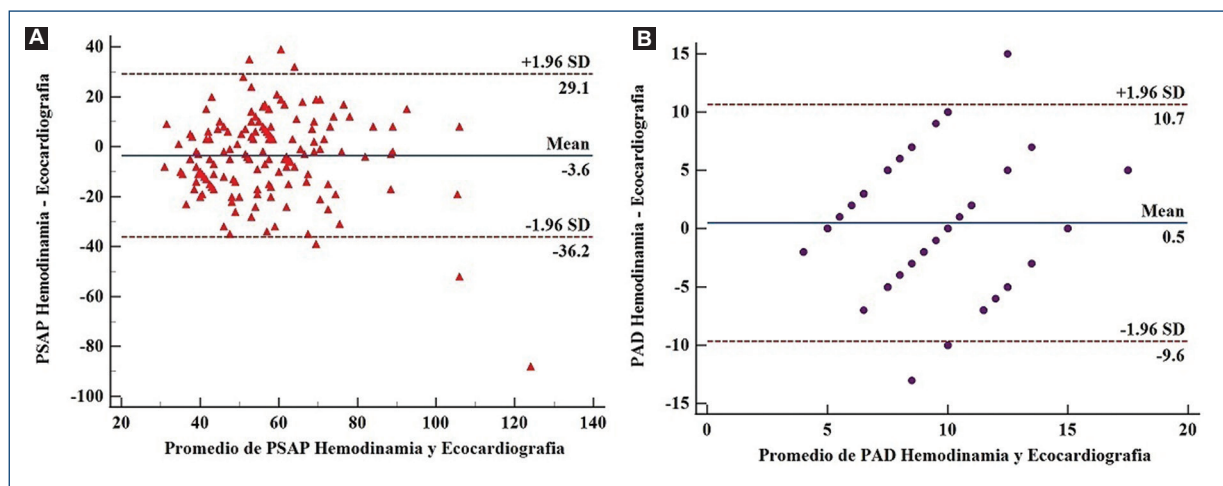 A
PSAP Hemodinamia - Ecocardiografia
40
20
0
-20
-40
-60
-80
-100
+1.96 SD
29.1
Mean
-3.6
-1.96 SD
-36.2
20 40 60 80 100 120 140
Promedio de PSAP Hemodinamia y Ecocardiografia
B
PAD Hemodinamia - Ecocardiografia
15
10
5
0
-5
-10
-15
+1.96 SD
10.7
Mean
0.5
-1.96 SD
-9.6
0 5 10 15 20
Promedio de PAD Hemodinamia y Ecocardiografia